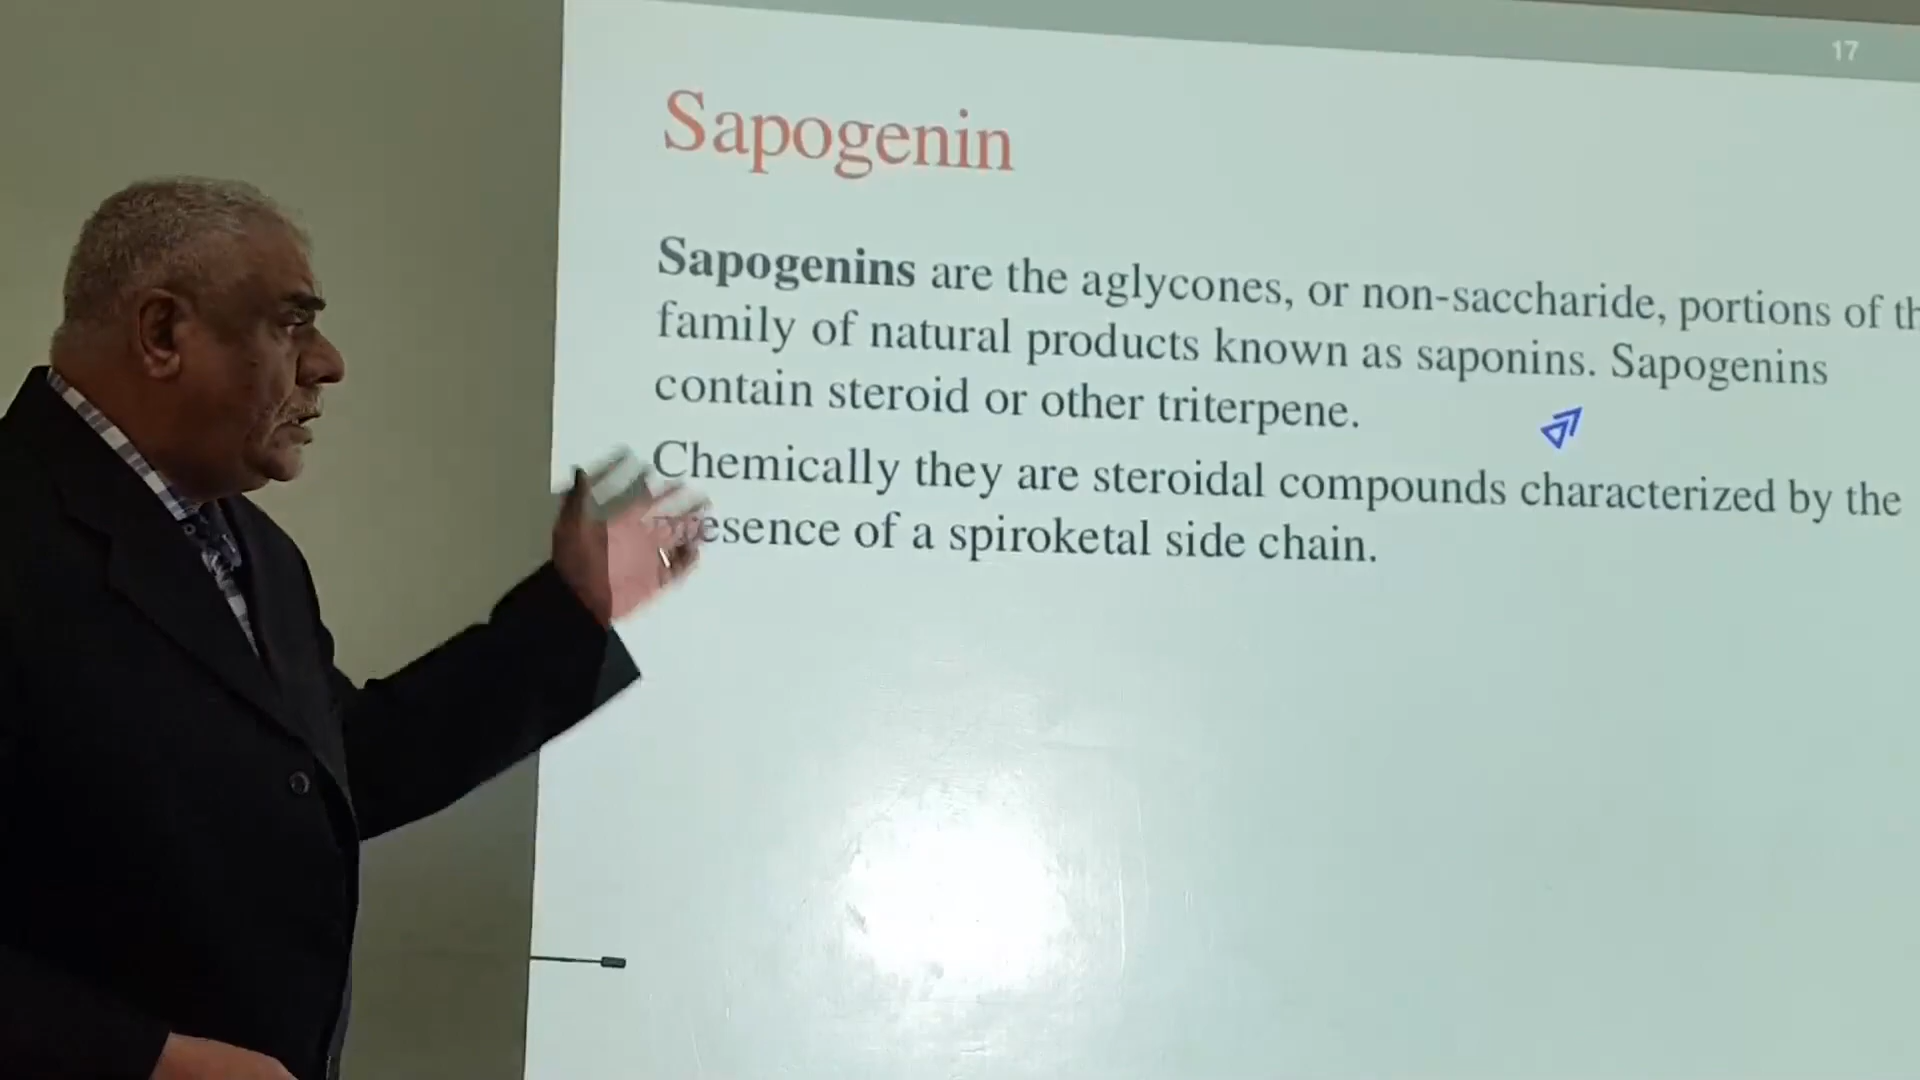 17
Sapogenin
Sapogenins are the aglycones, or non-saccharide, portions of th
family of natural products known as saponins. Sapogenins
contain steroid or other triterpene.
Chemically they are steroidal compounds characterized by the
presence of a spiroketal side chain.